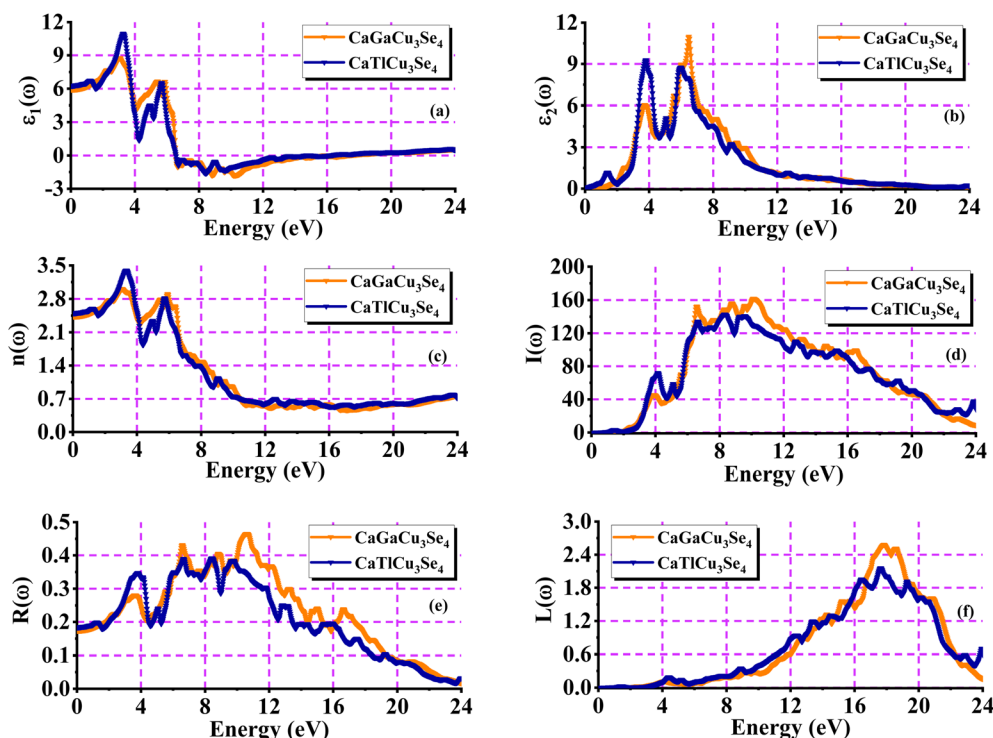 12
9
6
3
0
-3
ε₁(ω)
CaGaCu₃Se₄
CaTlCu₃Se₄
(a)
0 4 8 12 16 20 24
Energy (eV)
12
9
6
3
0
ε₂(ω)
CaGaCu₃Se₄
CaTlCu₃Se₄
(b)
0 4 8 12 16 20 24
Energy (eV)
3.5
2.8
2.1
1.4
0.7
0.0
n(ω)
CaGaCu₃Se₄
CaTlCu₃Se₄
(c)
0 4 8 12 16 20 24
Energy (eV)
200
160
120
80
40
0
I(ω)
CaGaCu₃Se₄
CaTlCu₃Se₄
(d)
0 4 8 12 16 20 24
Energy (eV)
0.5
0.4
0.3
0.2
0.1
0.0
R(ω)
CaGaCu₃Se₄
CaTlCu₃Se₄
(e)
0 4 8 12 16 20 24
Energy (eV)
3.0
2.4
1.8
1.2
0.6
0.0
L(ω)
CaGaCu₃Se₄
CaTlCu₃Se₄
(f)
0 4 8 12 16 20 24
Energy (eV)